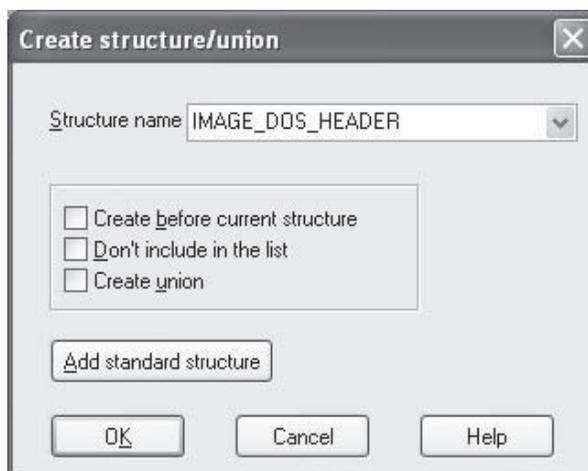 Create structure/union
Structure name IMAGE_DOS_HEADER
Create before current structure
Don't include in the list
Create union
Add standard structure
OK Cancel Help